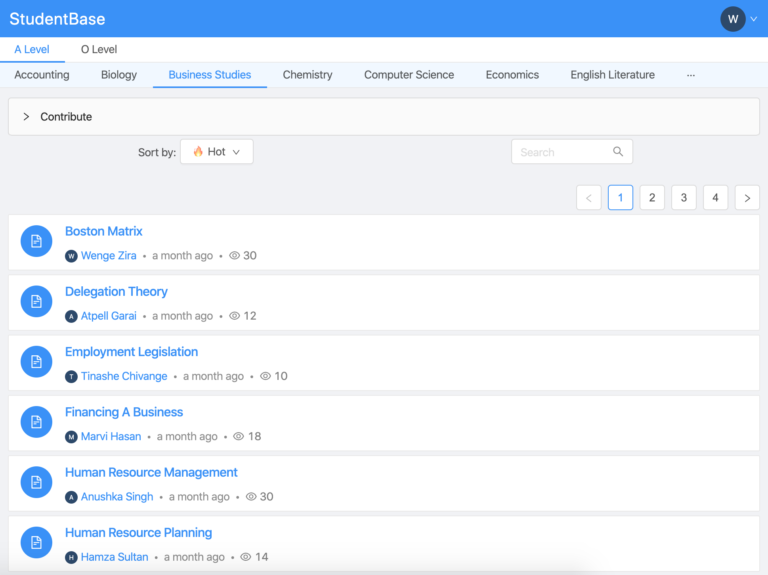 StudentBase W
A Level O Level
Accounting Biology Business Studies Chemistry Computer Science Economics English Literature ...
Contribute
Sort by: Hot Search
1 2 3 4
Boston Matrix
W Wenge Zira • a month ago • 30
Delegation Theory
A Atpell Garai • a month ago • 12
Employment Legislation
T Tinashe Chivange • a month ago • 10
Financing A Business
M Marvi Hasan • a month ago • 18
Human Resource Management
A Anushka Singh • a month ago • 30
Human Resource Planning
H Hamza Sultan • a month ago • 14